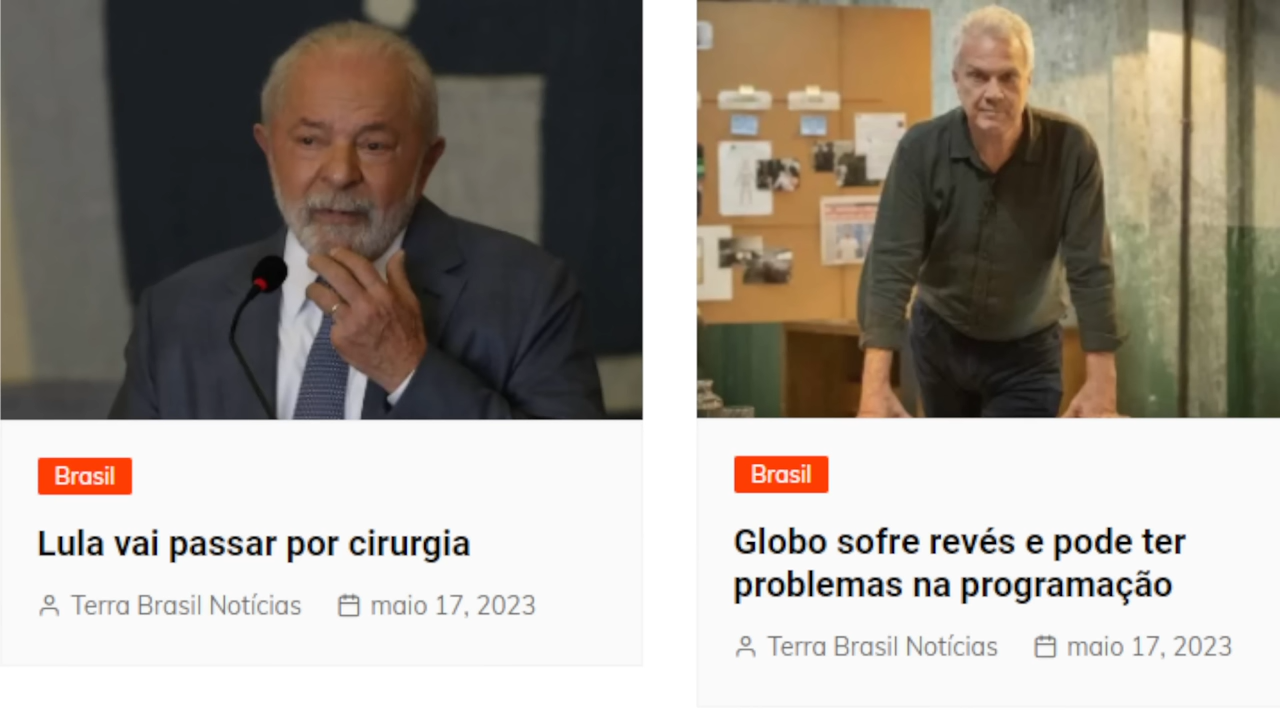 Brasil
Lula vai passar por cirurgia
Terra Brasil Notícias maio 17, 2023
Brasil
Globo sofre revés e pode ter
problemas na programação
Terra Brasil Notícias maio 17, 2023